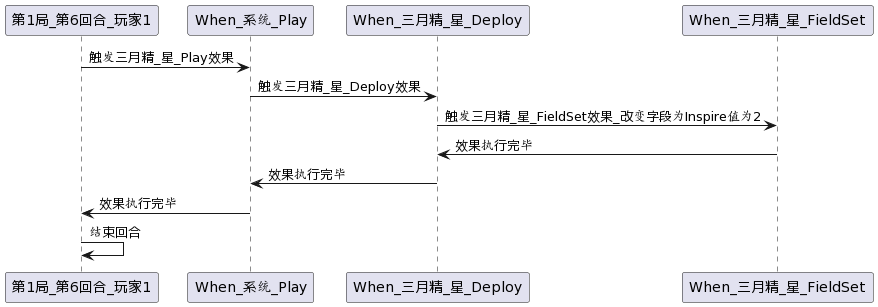 第1局_第6回合_玩家1
When_系统_Play
When_三月精_星_Deploy
When_三月精_星_FieldSet
触发三月精_星_Play效果
触发三月精_星_Deploy效果
触发三月精_星_FieldSet效果_改变字段为Inspire值为2
效果执行完毕
效果执行完毕
效果执行完毕
结束回合
第1局_第6回合_玩家1
When_系统_Play
When_三月精_星_Deploy
When_三月精_星_FieldSet